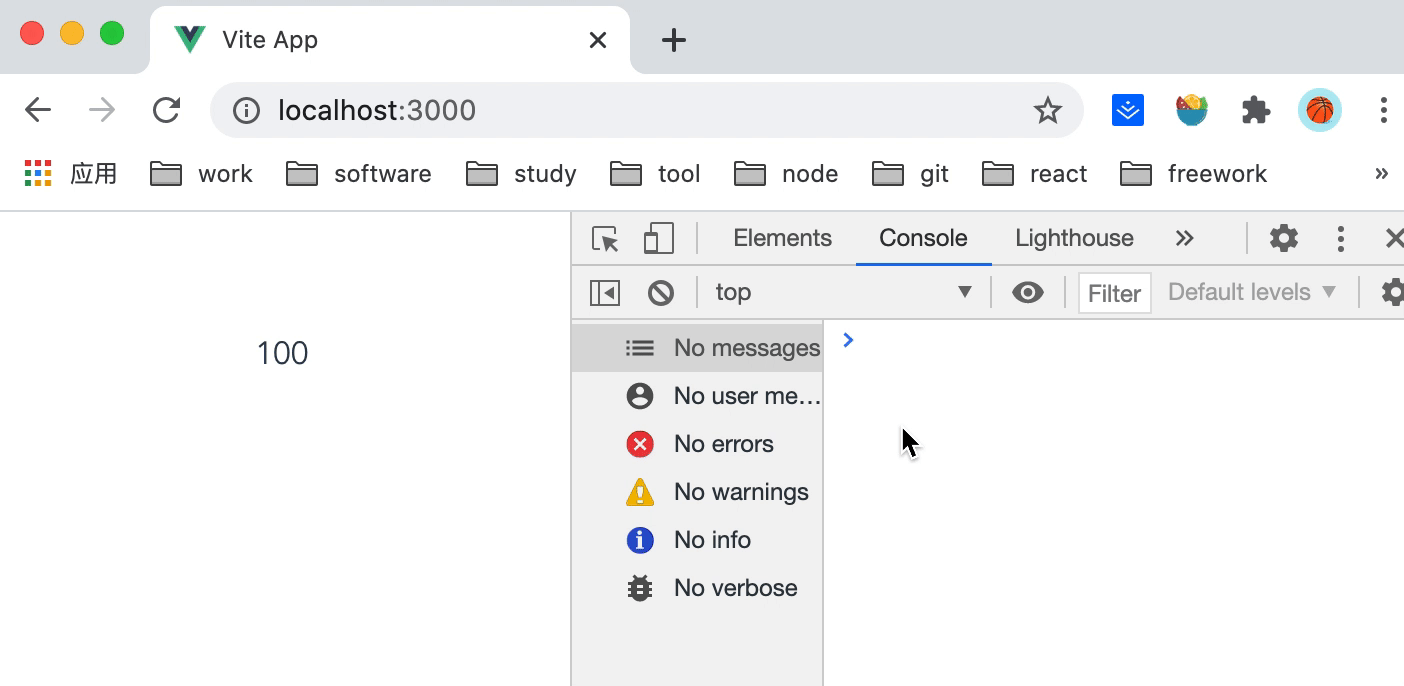 Vite App
localhost:3000
应用 work software study tool node git react freework »
Elements Console Lighthouse
top Filter Default levels
100
No messages
No user me…
No errors
No warnings
No info
No verbose